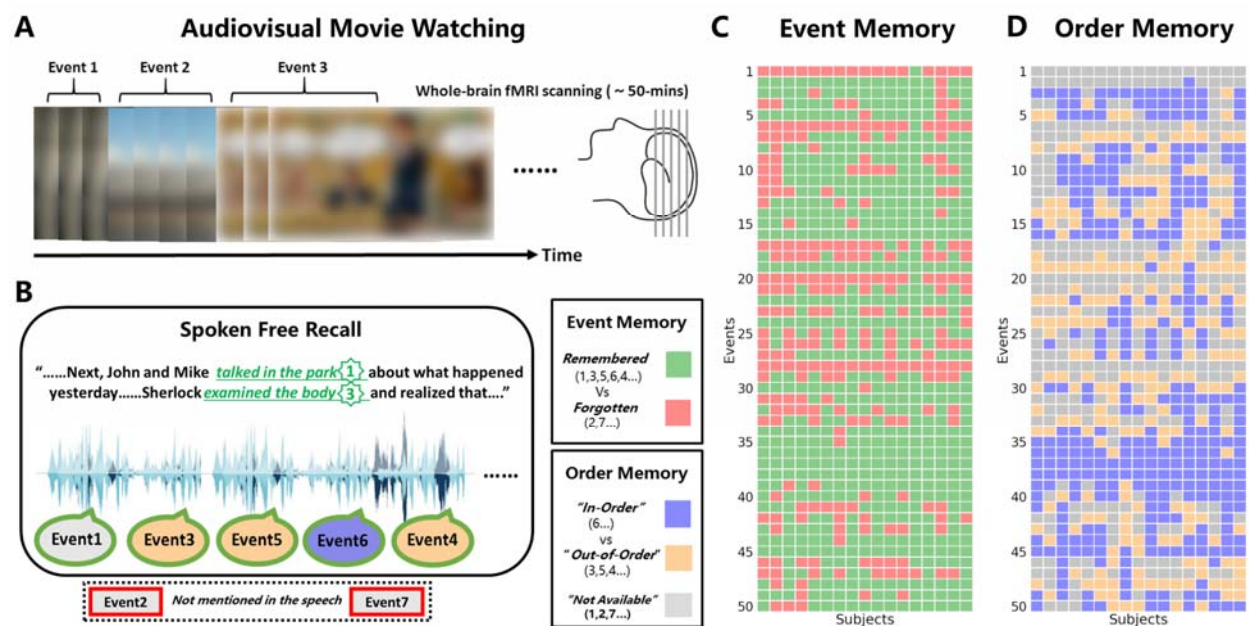 A
Audiovisual Movie Watching
Event 1
Event 2
Event 3
Whole-brain fMRI scanning ( ~ 50-mins)
......
Time
B
Spoken Free Recall
“......Next, John and Mike talked in the park 1 about what happened
yesterday......Sherlock examined the body 3 and realized that....”
......
Event1
Event3
Event5
Event6
Event4
Event2
Not mentioned in the speech
Event7
Event Memory
Remembered
(1,3,5,6,4...)
Vs
Forgotten
(2,7...)
Order Memory
“In-Order”
(6...)
vs
“Out-of-Order”
(3,5,4...)
“Not Available”
(1,2,7...)
C
Event Memory
1
5
10
15
20
25
30
35
40
45
50
Events
Subjects
D
Order Memory
1
5
10
15
20
25
30
35
40
45
50
Events
Subjects